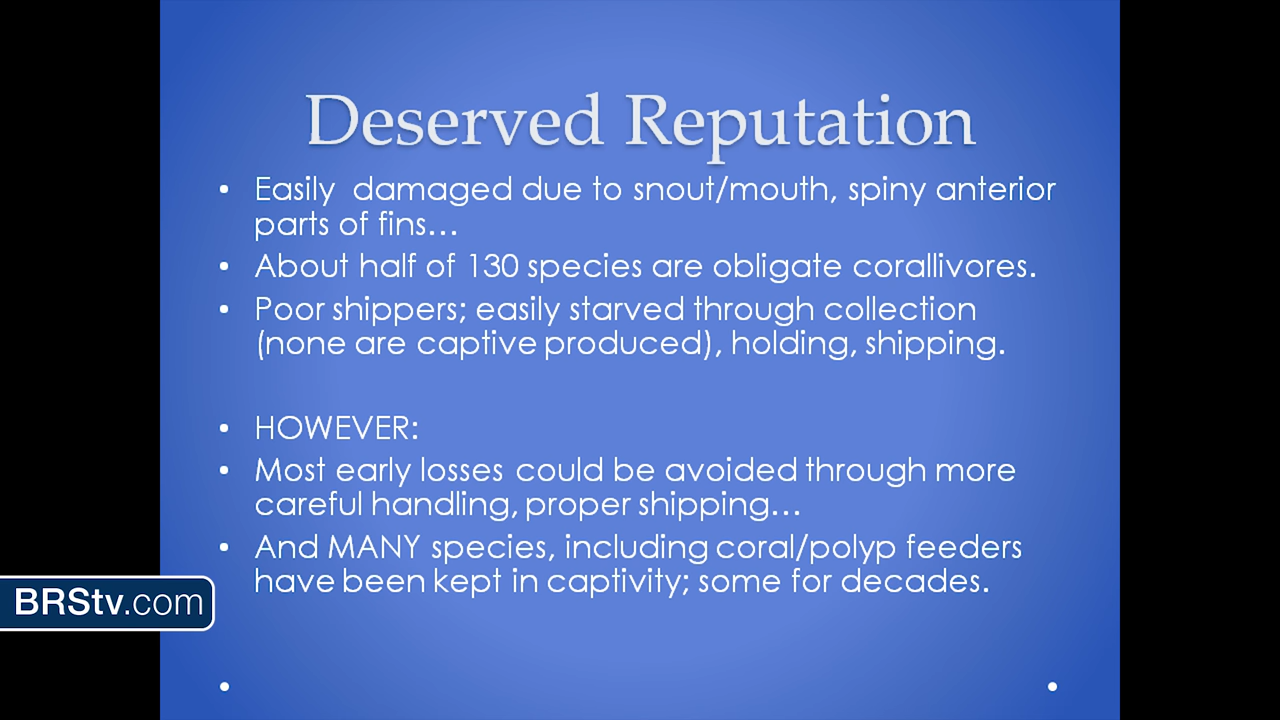 Deserved Reputation
• Easily damaged due to snout/mouth, spiny anterior
parts of fins...
• About half of 130 species are obligate corallivores.
• Poor shippers; easily starved through collection
(none are captive produced), holding, shipping.
• HOWEVER:
• Most early losses could be avoided through more
careful handling, proper shipping...
• And MANY species, including coral/polyp feeders
have been kept in captivity; some for decades.
BRStv.com